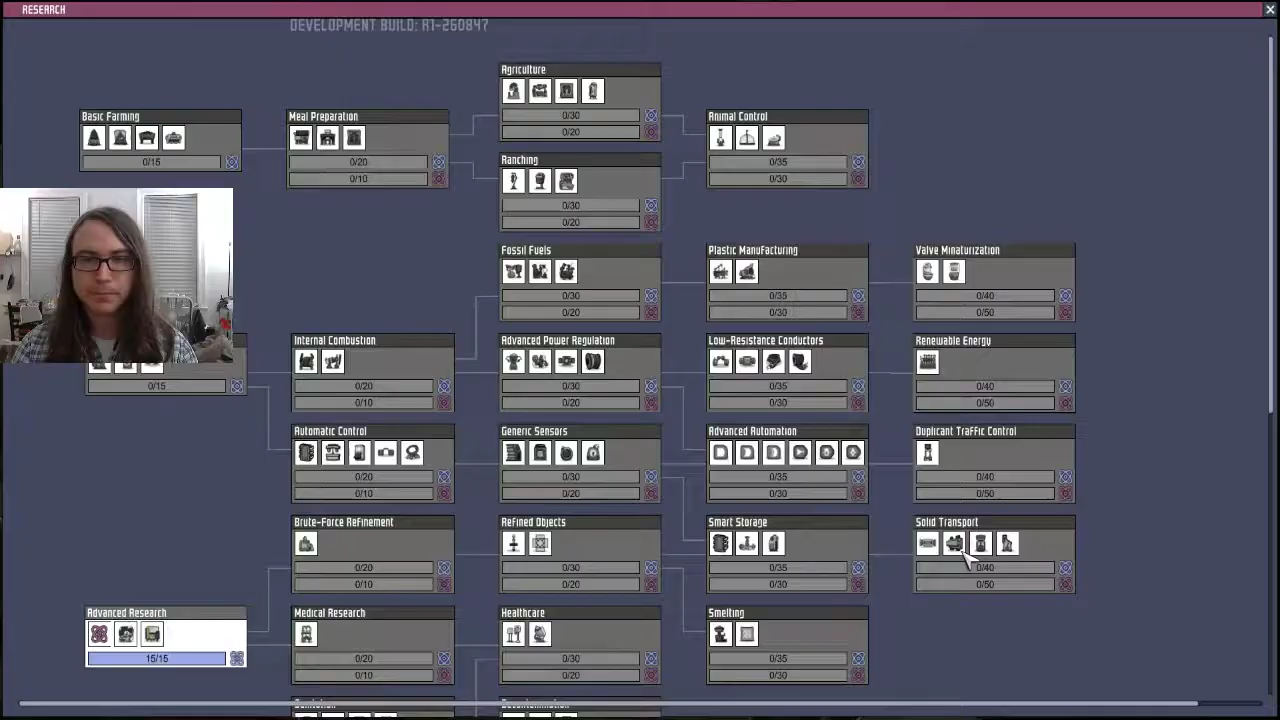 RESEARCH
DEVELOPMENT BUILD: R1-260847
Agriculture
0/30
0/20
Basic Farming
0/15
Meal Preparation
0/20
0/10
Animal Control
0/35
0/30
Ranching
0/30
0/20
Fossil Fuels
0/30
0/20
Plastic Manufacturing
0/35
0/30
Valve Minaturization
0/40
0/50
0/15
Internal Combustion
0/20
0/10
Advanced Power Regulation
0/30
0/20
Low-Resistance Conductors
0/35
0/30
Renewable Energy
0/40
0/50
Automatic Control
0/20
0/10
Generic Sensors
0/30
0/20
Advanced Automation
0/35
0/30
Duplicant Traffic Control
0/40
0/50
Brute-Force Refinement
0/20
0/10
Refined Objects
0/30
0/20
Smart Storage
0/35
0/30
Solid Transport
0/40
0/50
Advanced Research
15/15
Medical Research
0/20
0/10
Healthcare
0/30
0/20
Smelting
0/35
0/30